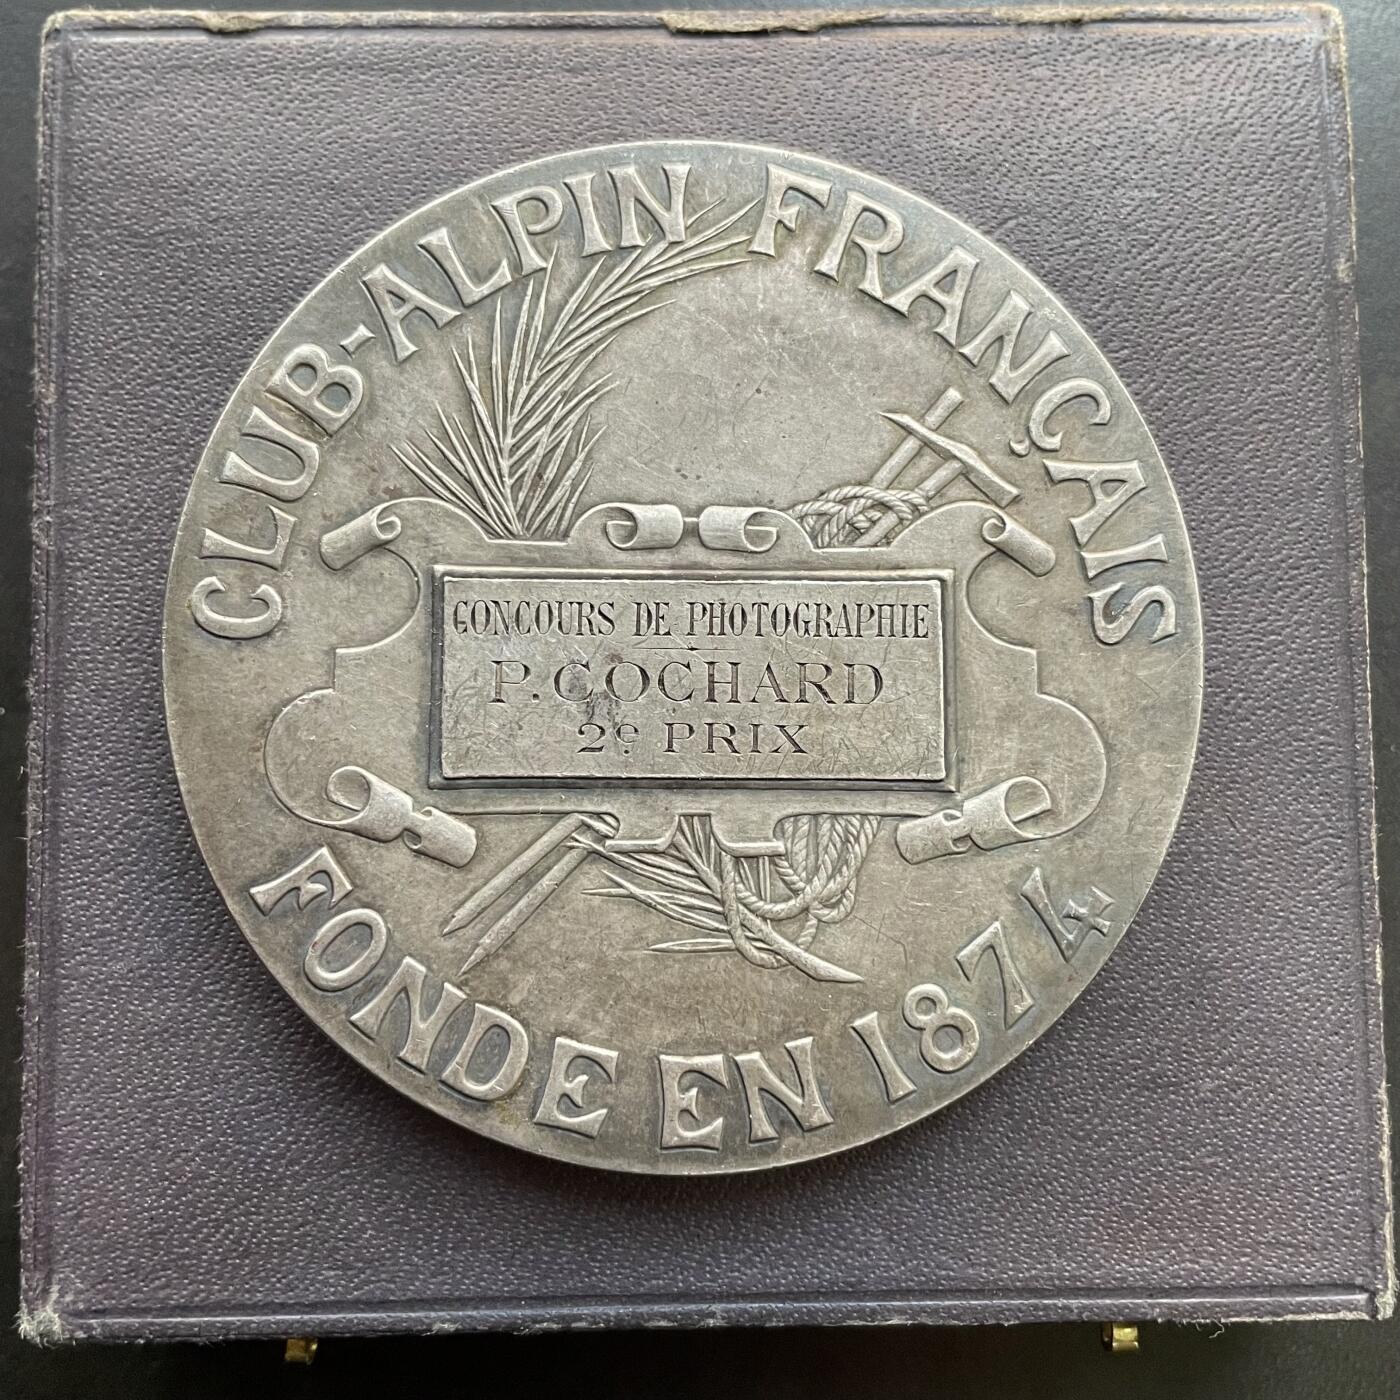 CLUB-ALPIN FRANÇAIS
CONCOURS DE PHOTOGRAPHIE
P. COCHARD
2e PRIX
FONDE EN 1874